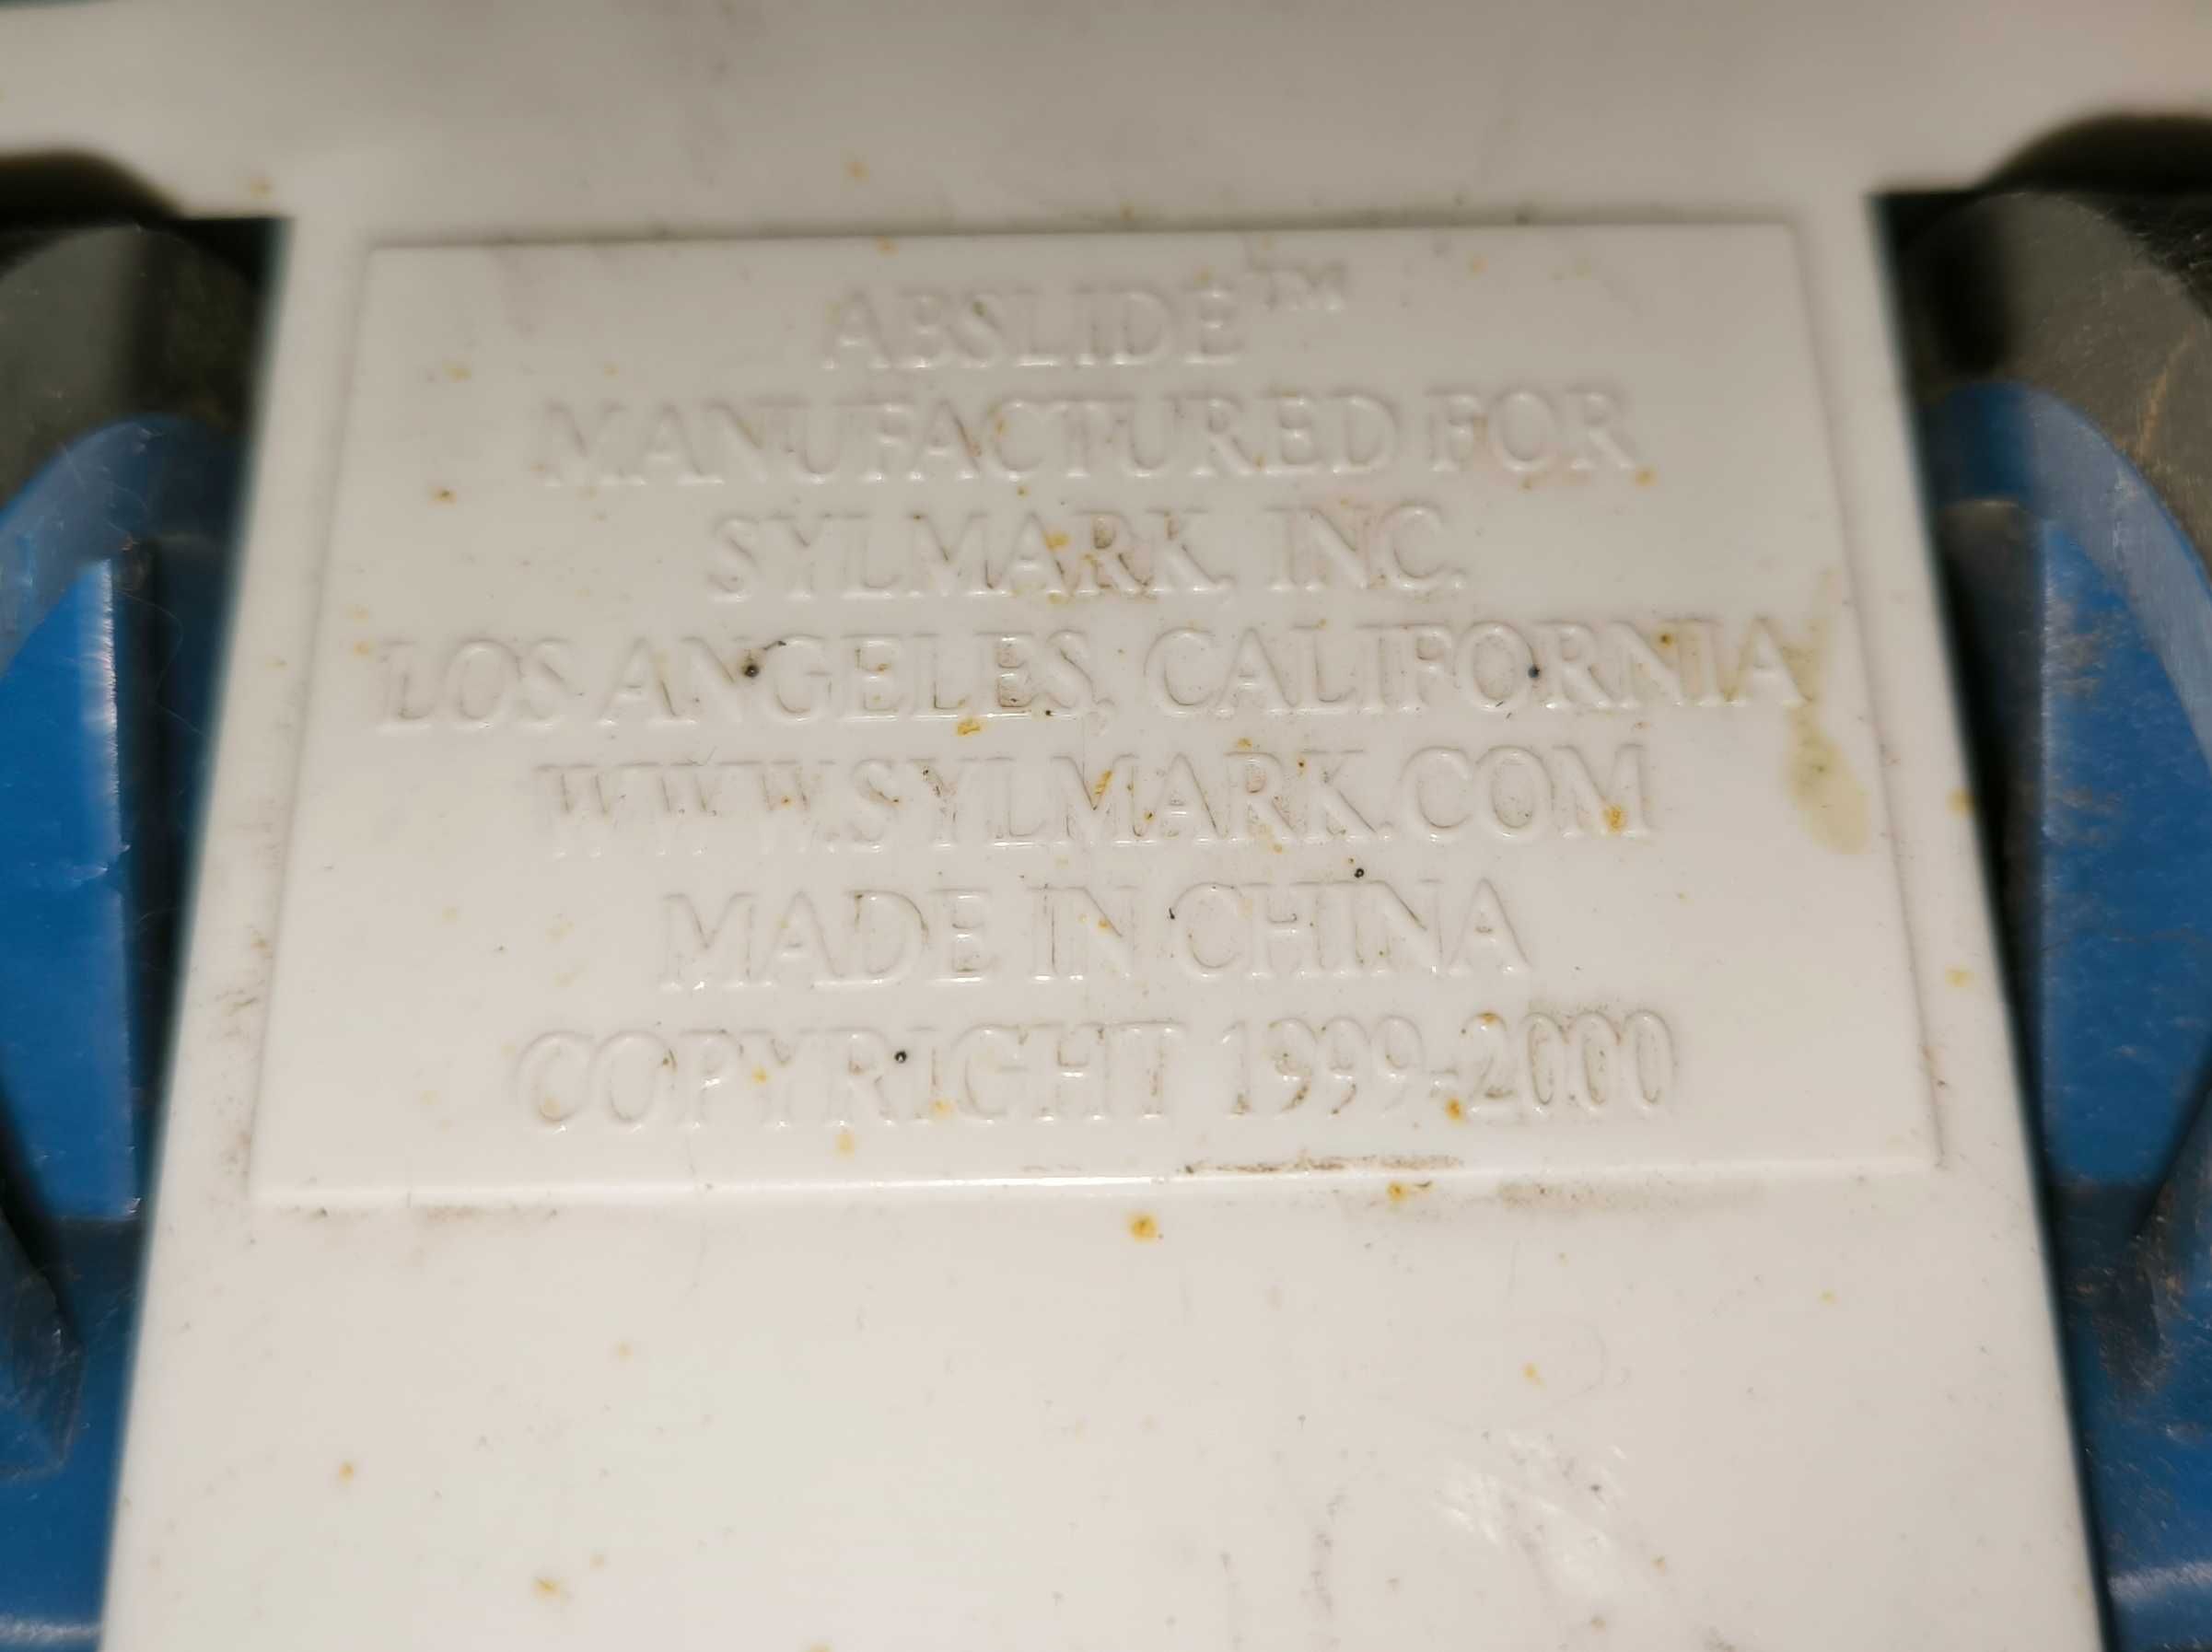 ABSLIDE™
MANUFACTURED FOR
SYLMARK, INC.
LOS ANGELES, CALIFORNIA
WWW.SYLMARK.COM
MADE IN CHINA
COPYRIGHT 1999-2000